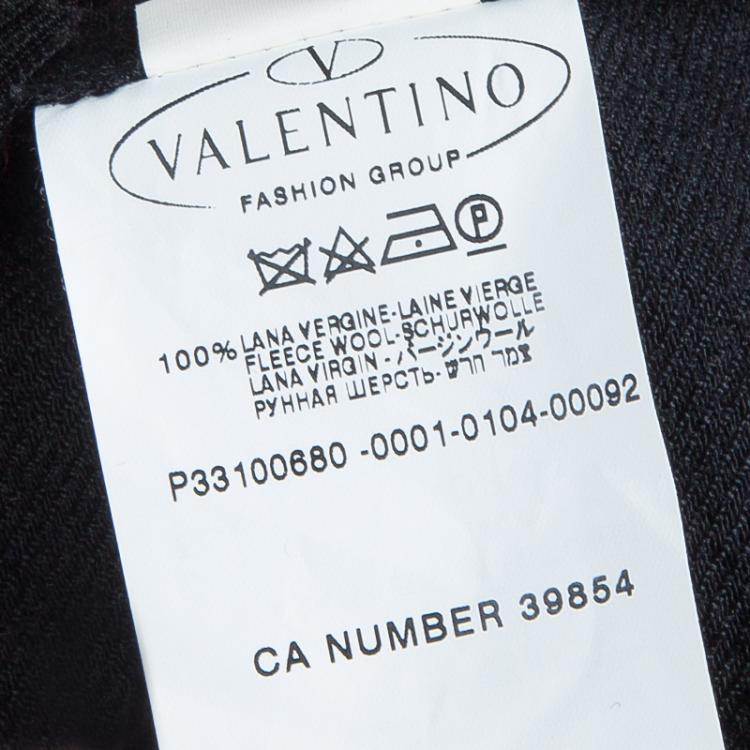 V
VALENTINO
FASHION GROUP
P
100% LANA VERGINE-LAINE VIERGE
FLEECE WOOL-SCHURWOLLE
LANA VIRGIN - バージンウール
РУННАЯ ШЕРСТЬ- צמר חדש
P33100680 -0001-0104-00092
CA NUMBER 39854